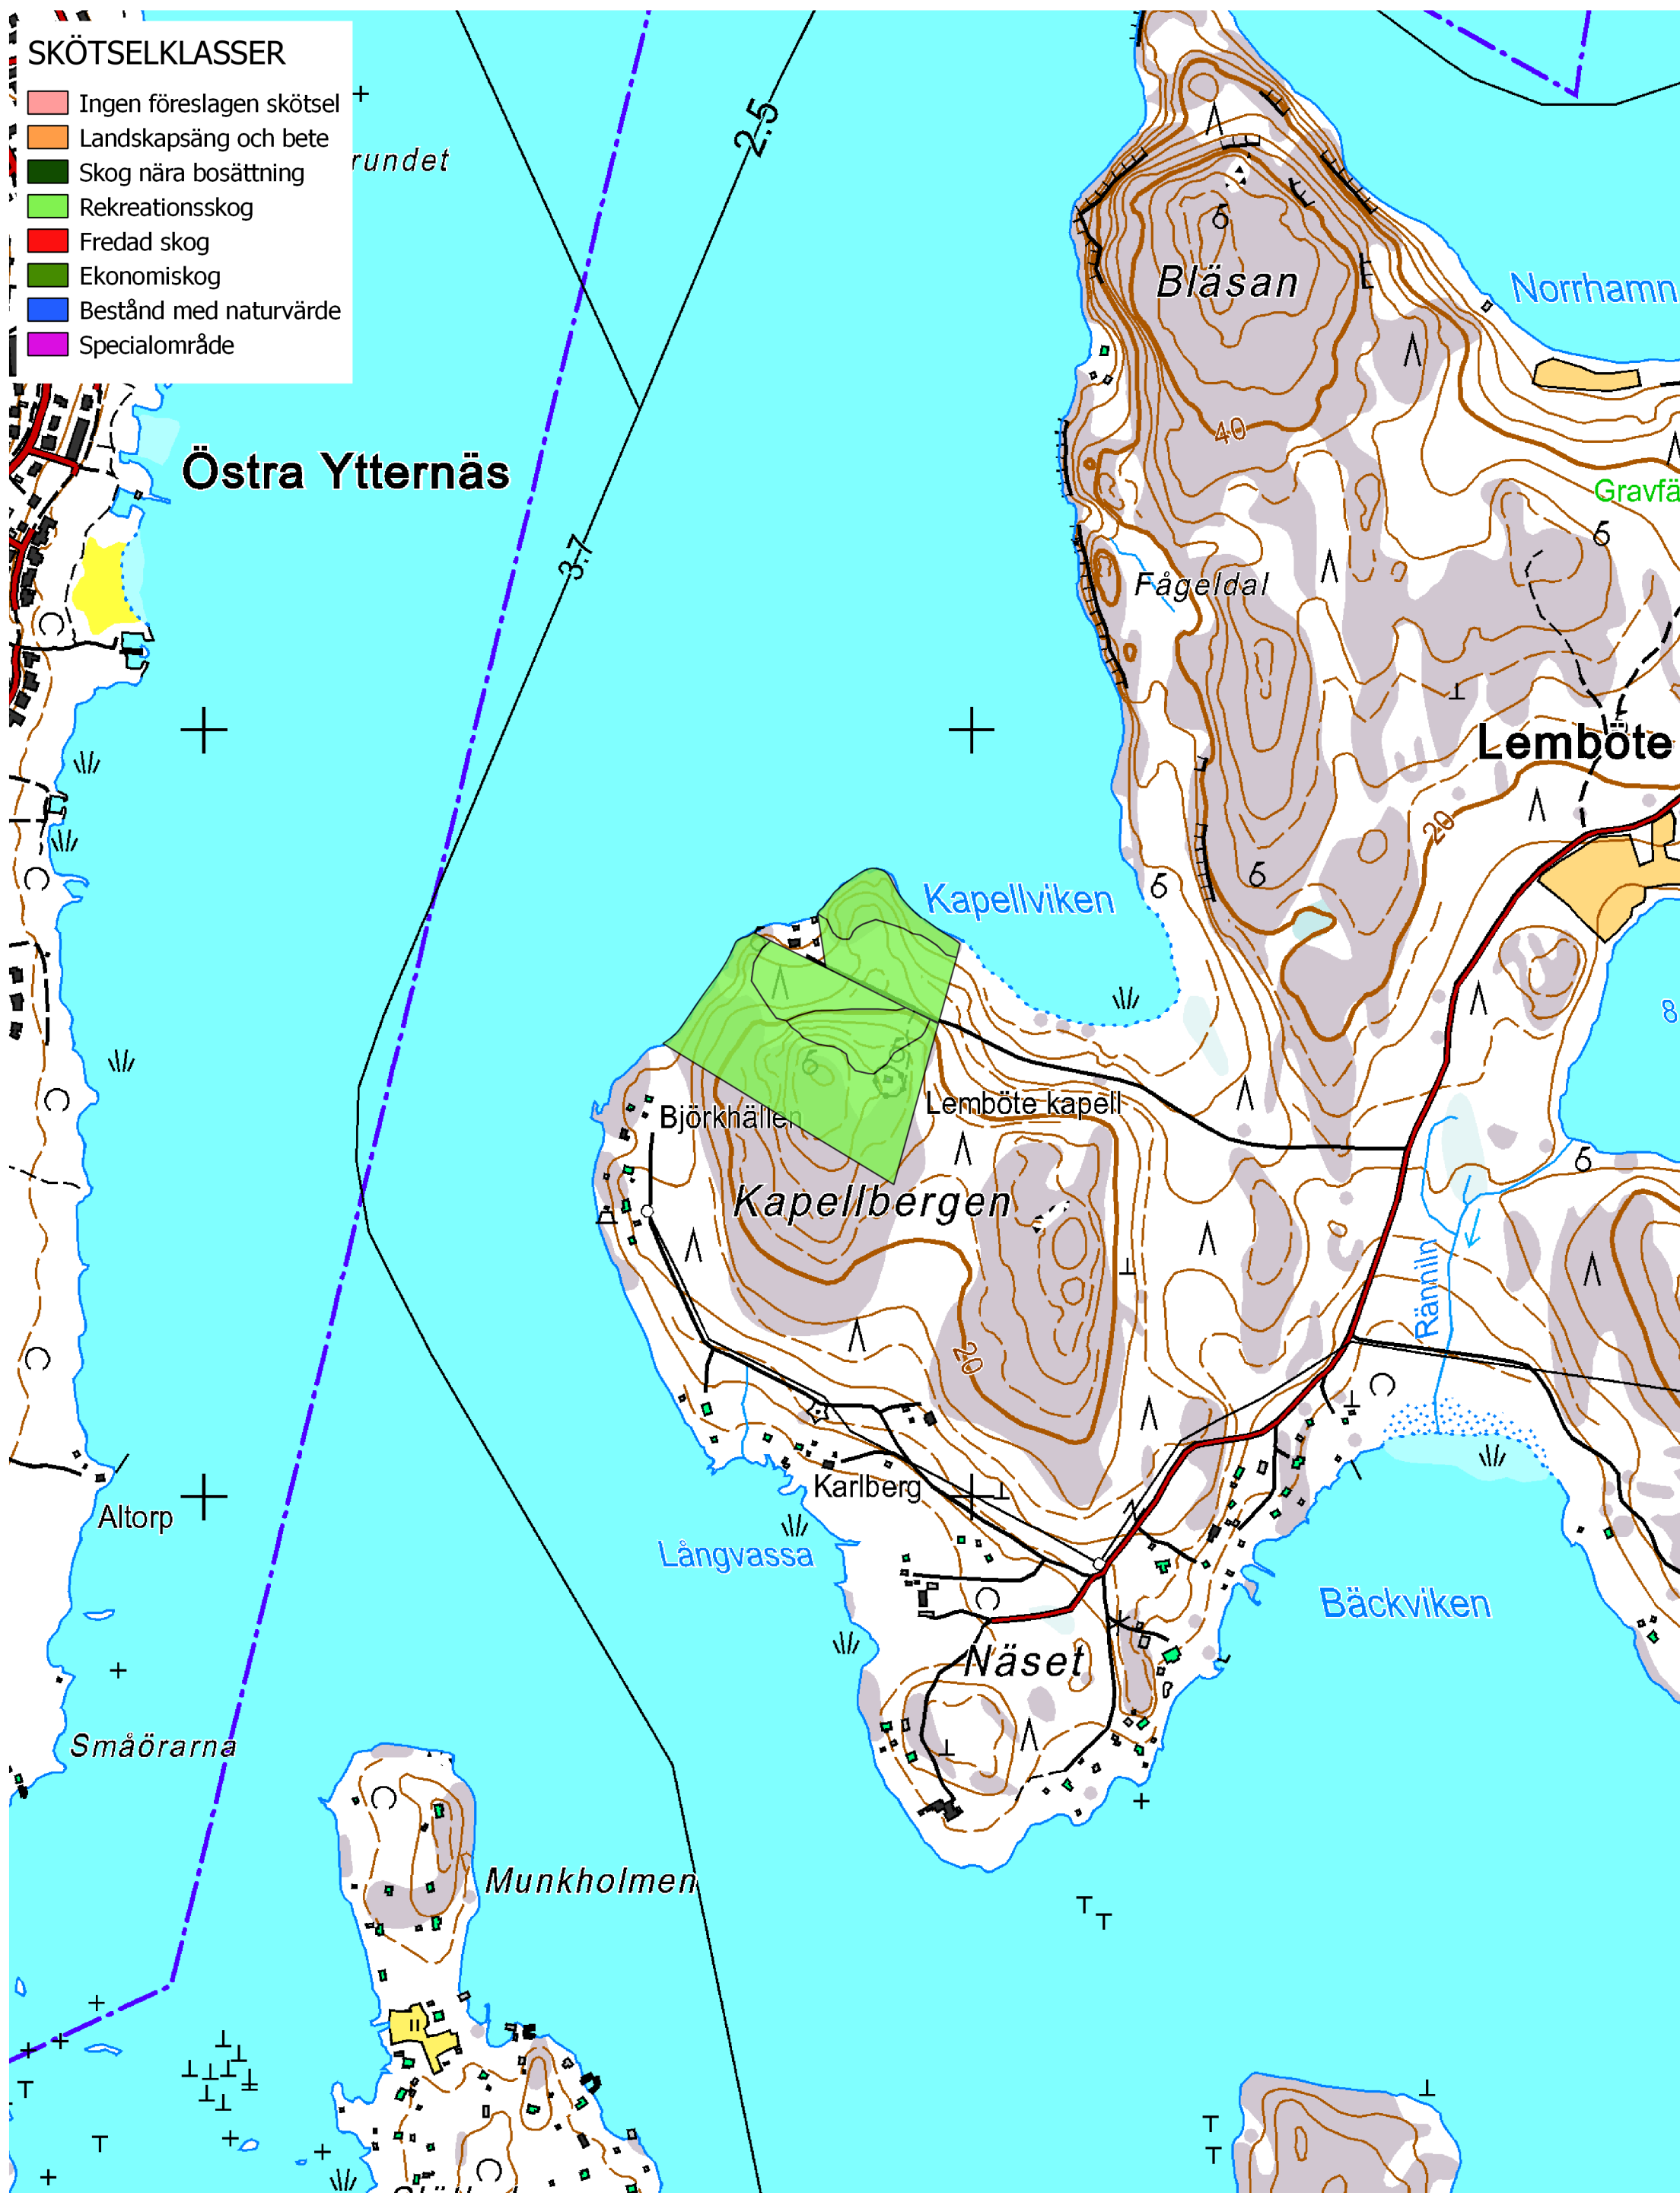 SKÖTSELKLASSER
Ingen föreslagen skötsel
Landskapsäng och bete
Skog nära bosättning
Rekreationsskog
Fredad skog
Ekonomiskog
Bestånd med naturvärde
Specialområde
rundet
2.5
Bläsan
Norrhamn
40
Östra Ytternäs
Gravfä
3.7
Fågeldal
Lemböte
20
Kapellviken
8
Lemböte kapell
Björkhällen
Kapellbergen
Ränniln
20
Karlberg
Altorp
Långvassa
Bäckviken
Näset
Småörarna
Munkholmen